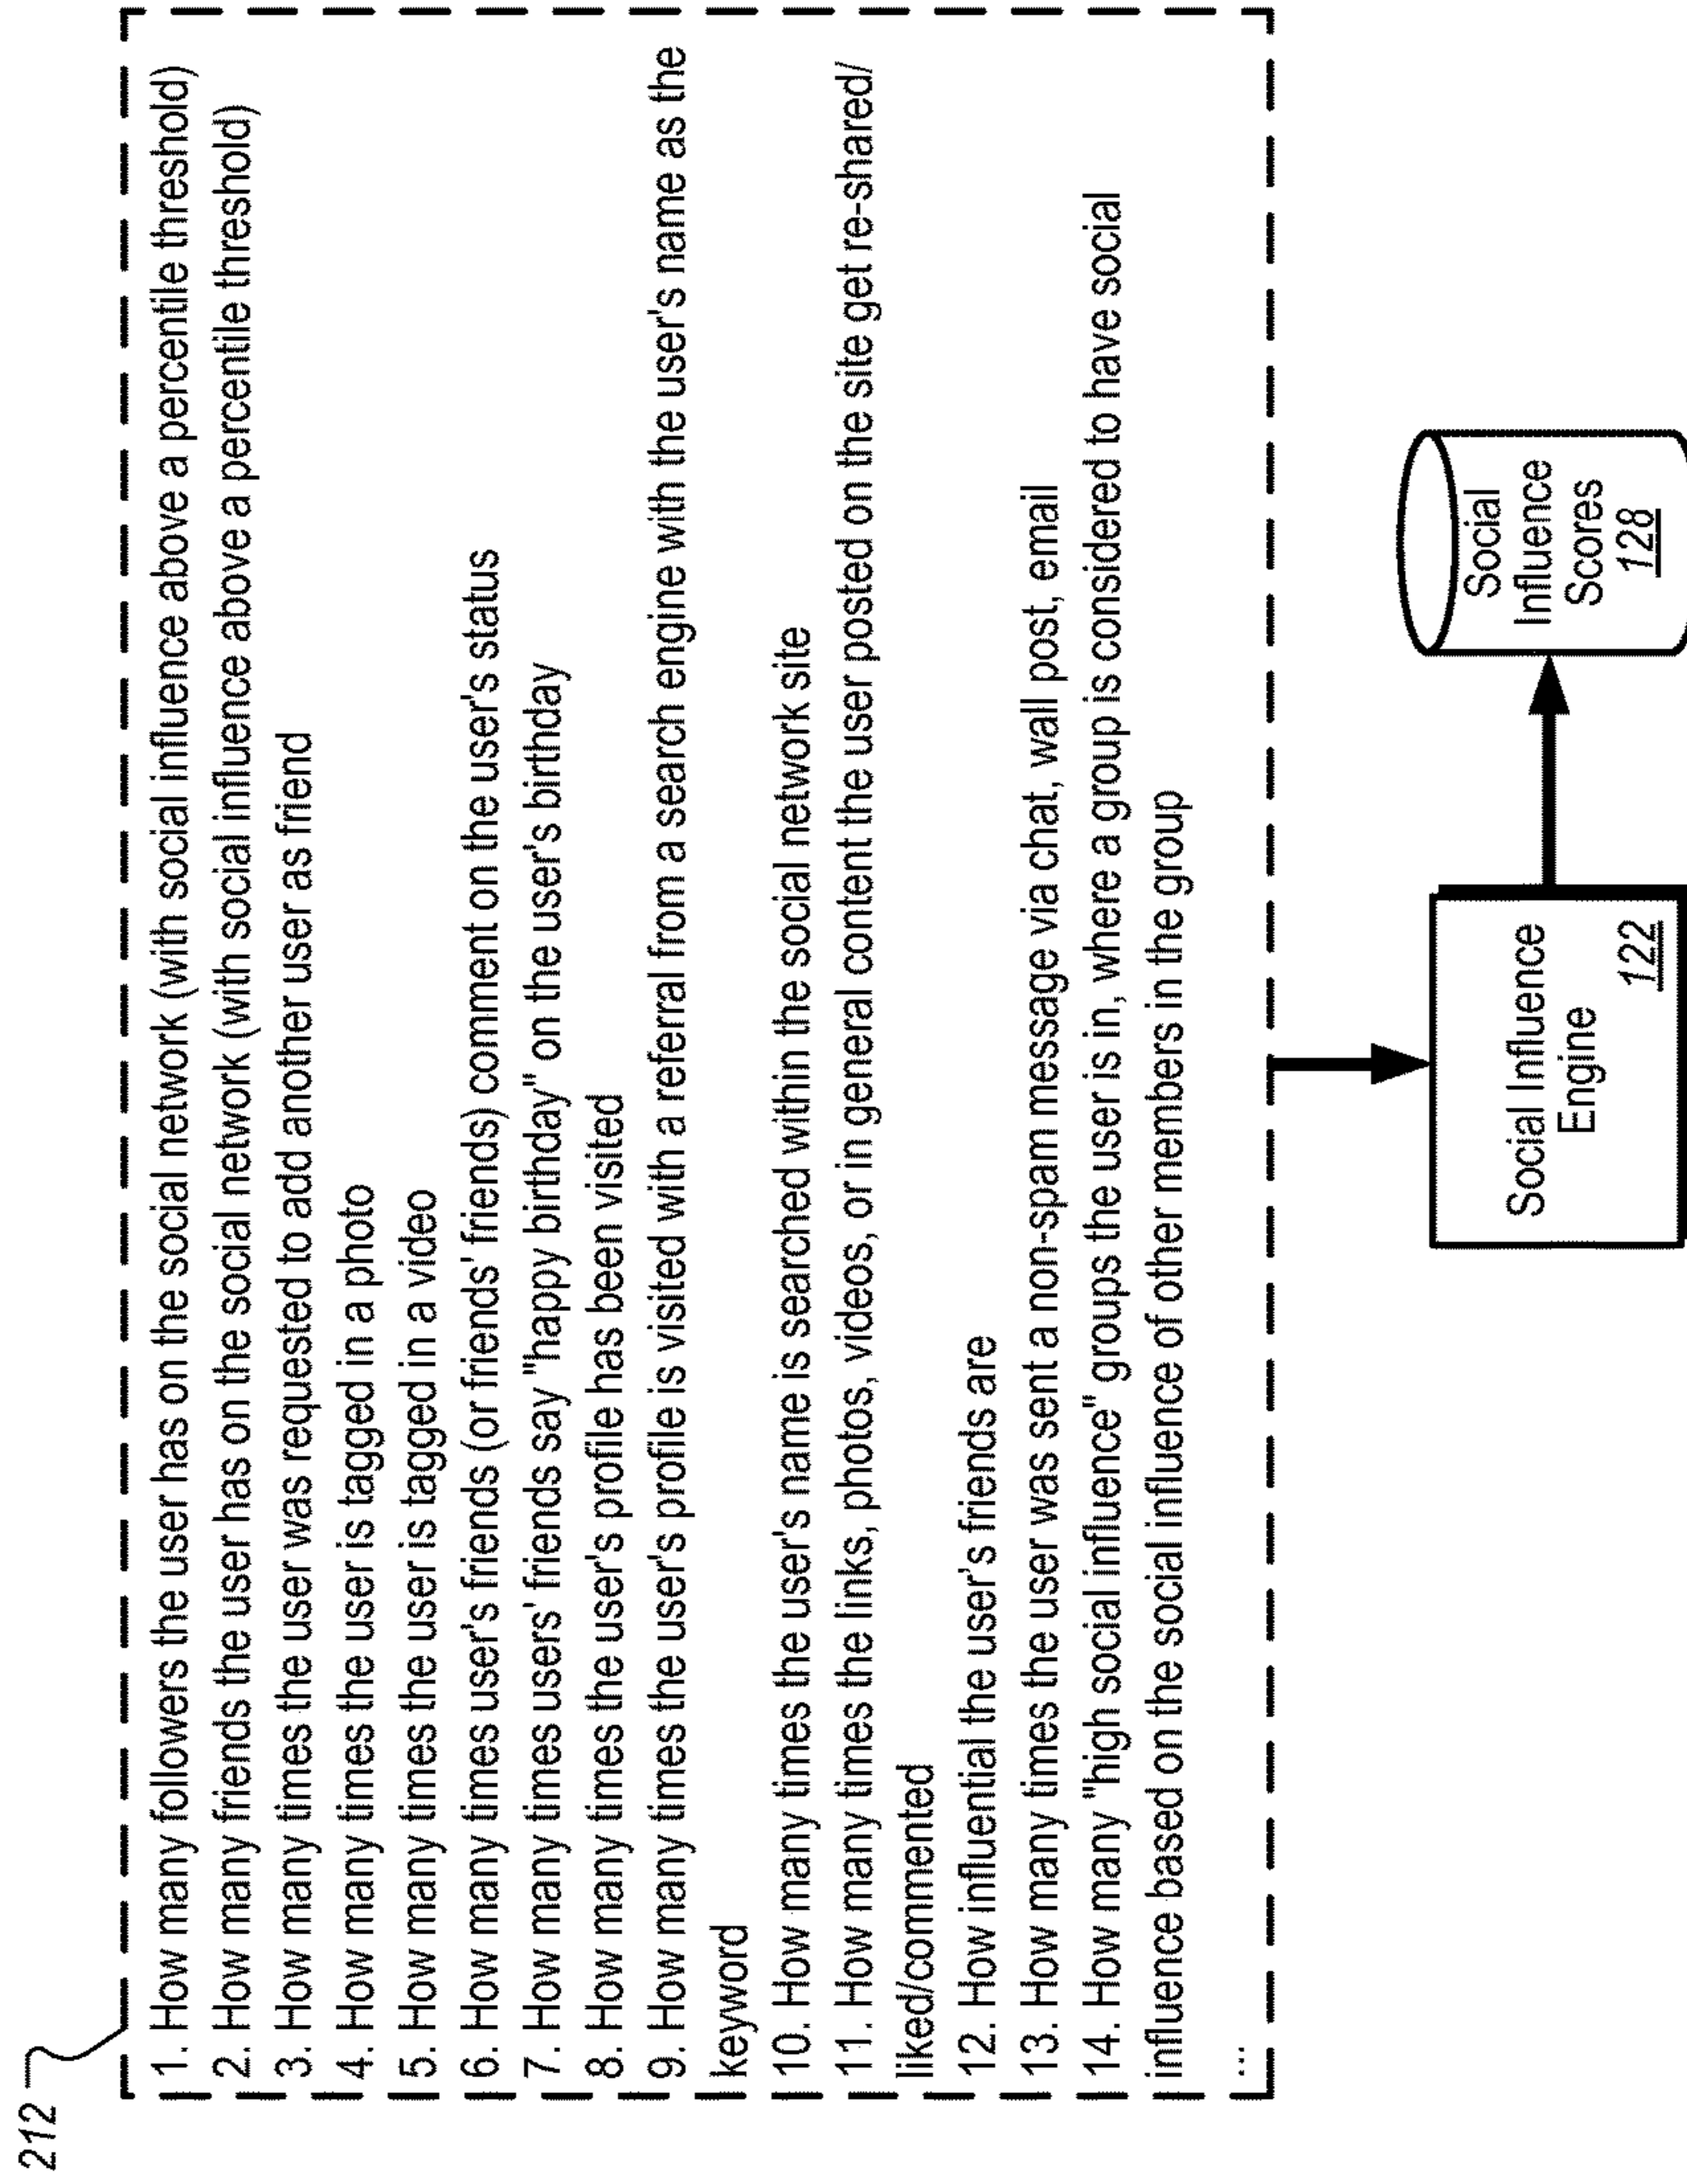 212
1. How many followers the user has on the social network (with social influence above a percentile threshold)
2. How many friends the user has on the social network (with social influence above a percentile threshold)
3. How many times the user was requested to add another user as friend
4. How many times the user is tagged in a photo
5. How many times the user is tagged in a video
6. How many times user's friends (or friends' friends) comment on the user's status
7. How many times users' friends say "happy birthday" on the user's birthday
8. How many times the user's profile has been visited
9. How many times the user's profile is visited with a referral from a search engine with the user's name as the
keyword
10. How many times the user's name is searched within the social network site
11. How many times the links, photos, videos, or in general content the user posted on the site get re-shared/
liked/commented
12. How influential the user's friends are
13. How many times the user was sent a non-spam message via chat, wall post, email
14. How many "high social influence" groups the user is in, where a group is considered to have social
influence based on the social influence of other members in the group
...
Social Influence
Engine
122
Social
Influence
Scores
128